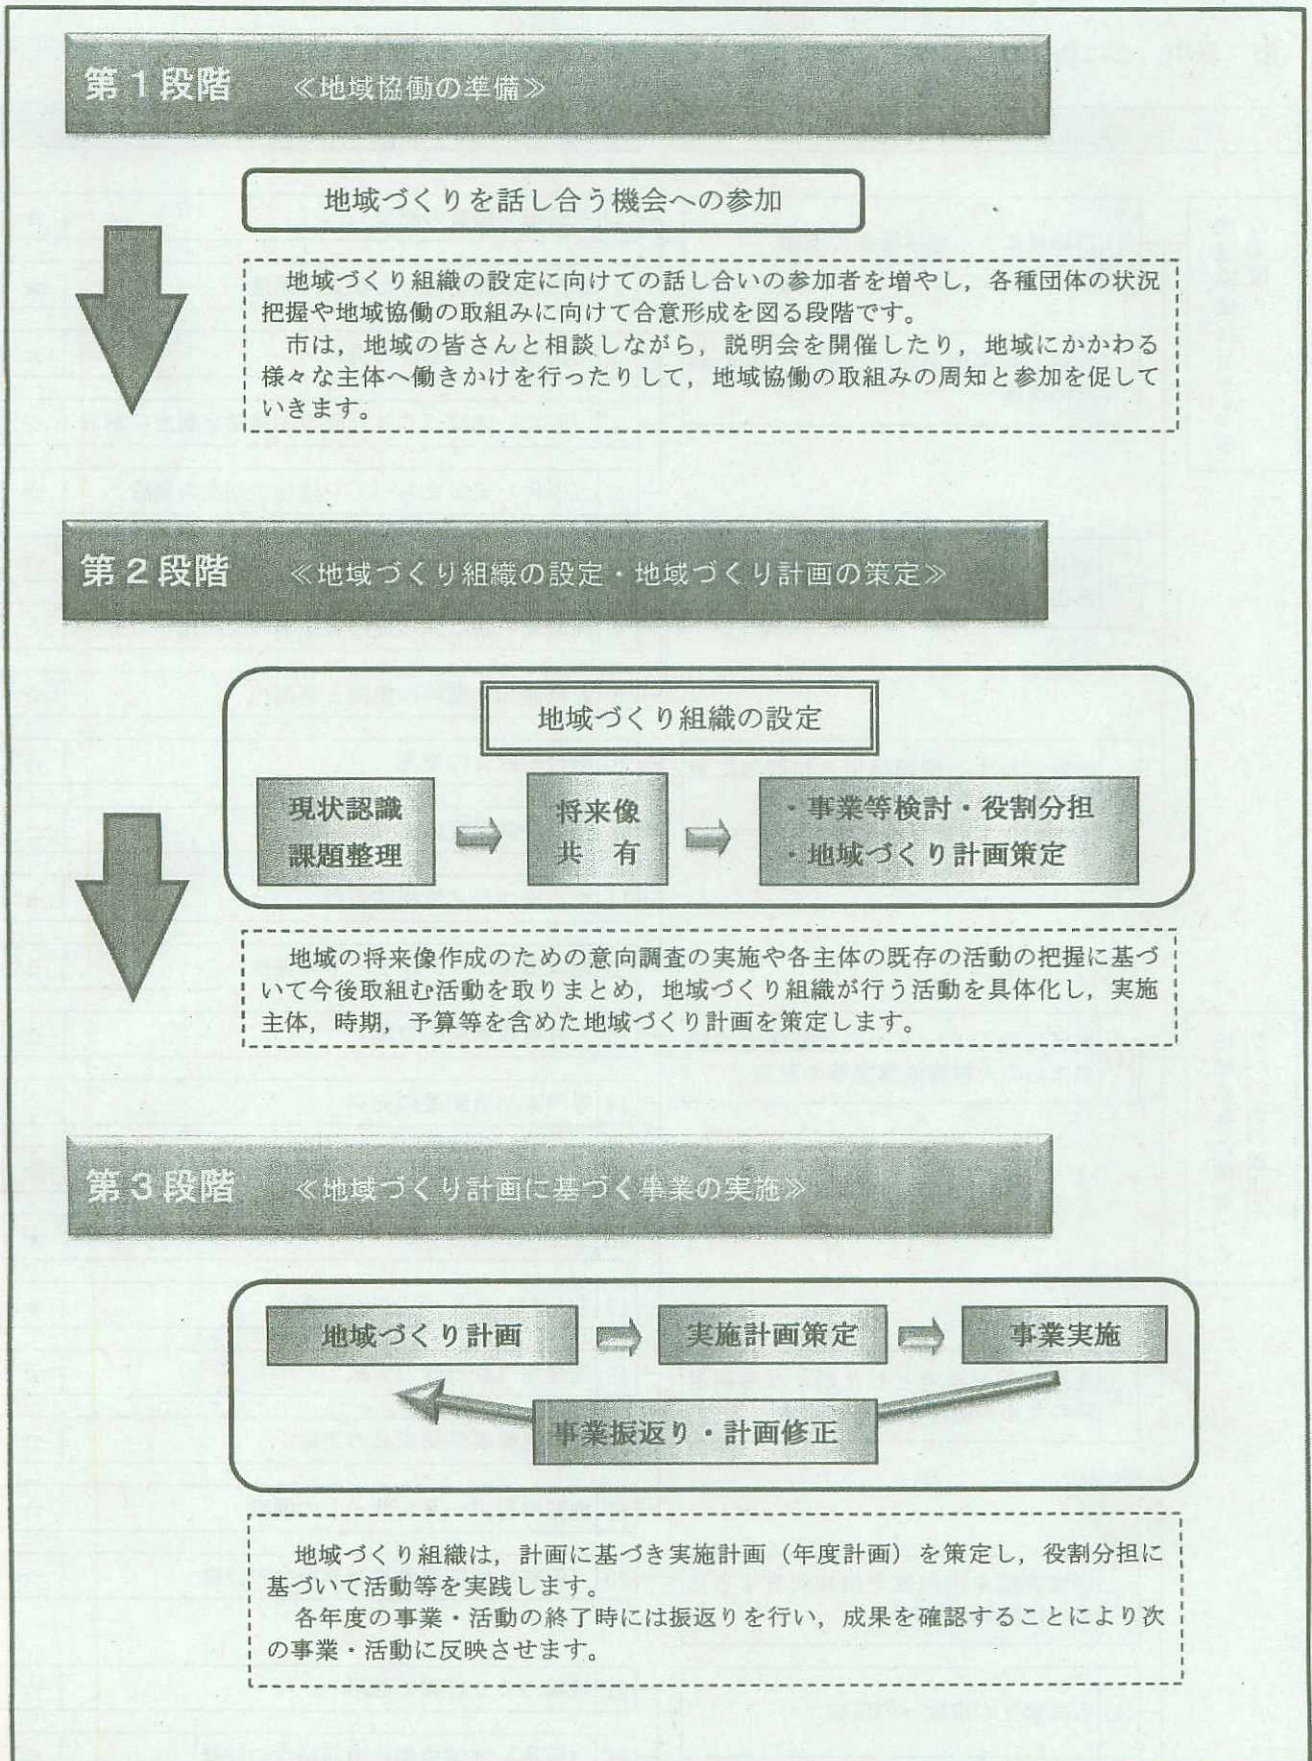 第1段階　≪地域協働の準備≫
地域づくりを話し合う機会への参加
地域づくり組織の設定に向けての話し合いの参加者を増やし，各種団体の状況
把握や地域協働の取組みに向けて合意形成を図る段階です。
市は，地域の皆さんと相談しながら，説明会を開催したり，地域にかかわる
様々な主体へ働きかけを行ったりして，地域協働の取組みの周知と参加を促して
いきます。
第2段階　≪地域づくり組織の設定・地域づくり計画の策定≫
地域づくり組織の設定
現状認識
課題整理
将来像
共　有
・事業等検討・役割分担
・地域づくり計画策定
地域の将来像作成のための意向調査の実施や各主体の既存の活動の把握に基づ
いて今後取組む活動を取りまとめ，地域づくり組織が行う活動を具体化し，実施
主体，時期，予算等を含めた地域づくり計画を策定します。
第3段階　≪地域づくり計画に基づく事業の実施≫
地域づくり計画
実施計画策定
事業実施
事業振返り・計画修正
地域づくり組織は，計画に基づき実施計画（年度計画）を策定し，役割分担に
基づいて活動等を実践します。
各年度の事業・活動の終了時には振返りを行い，成果を確認することにより次
の事業・活動に反映させます。